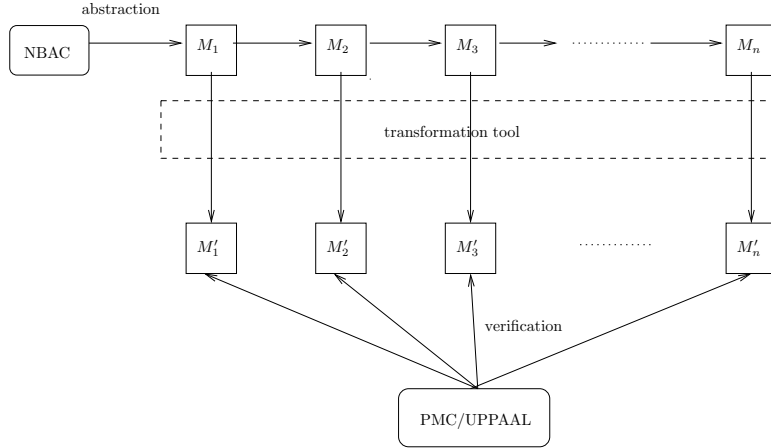 abstraction
NBAC
M₁
M₂
M₃
Mₙ
transformation tool
M′₁
M′₂
M′₃
M′ₙ
verification
PMC/UPPAAL